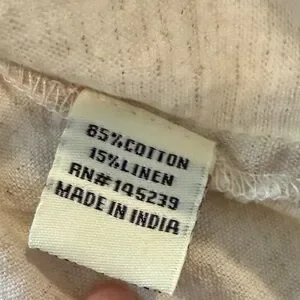 85%COTTON
15%LINEN
RN#145239
MADE IN INDIA